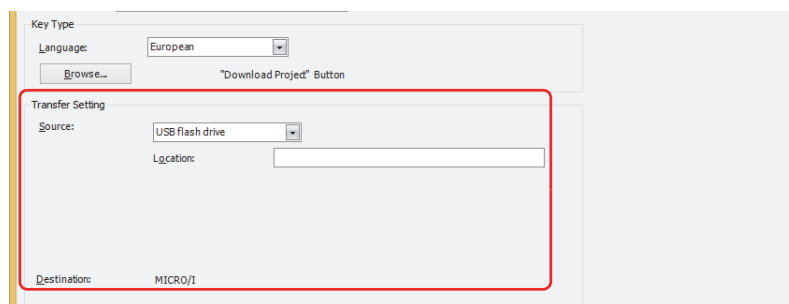 Key Type
Language: European
Browse... "Download Project" Button
Transfer Setting
Source: USB flash drive
Location:
Destination: MICRO/I